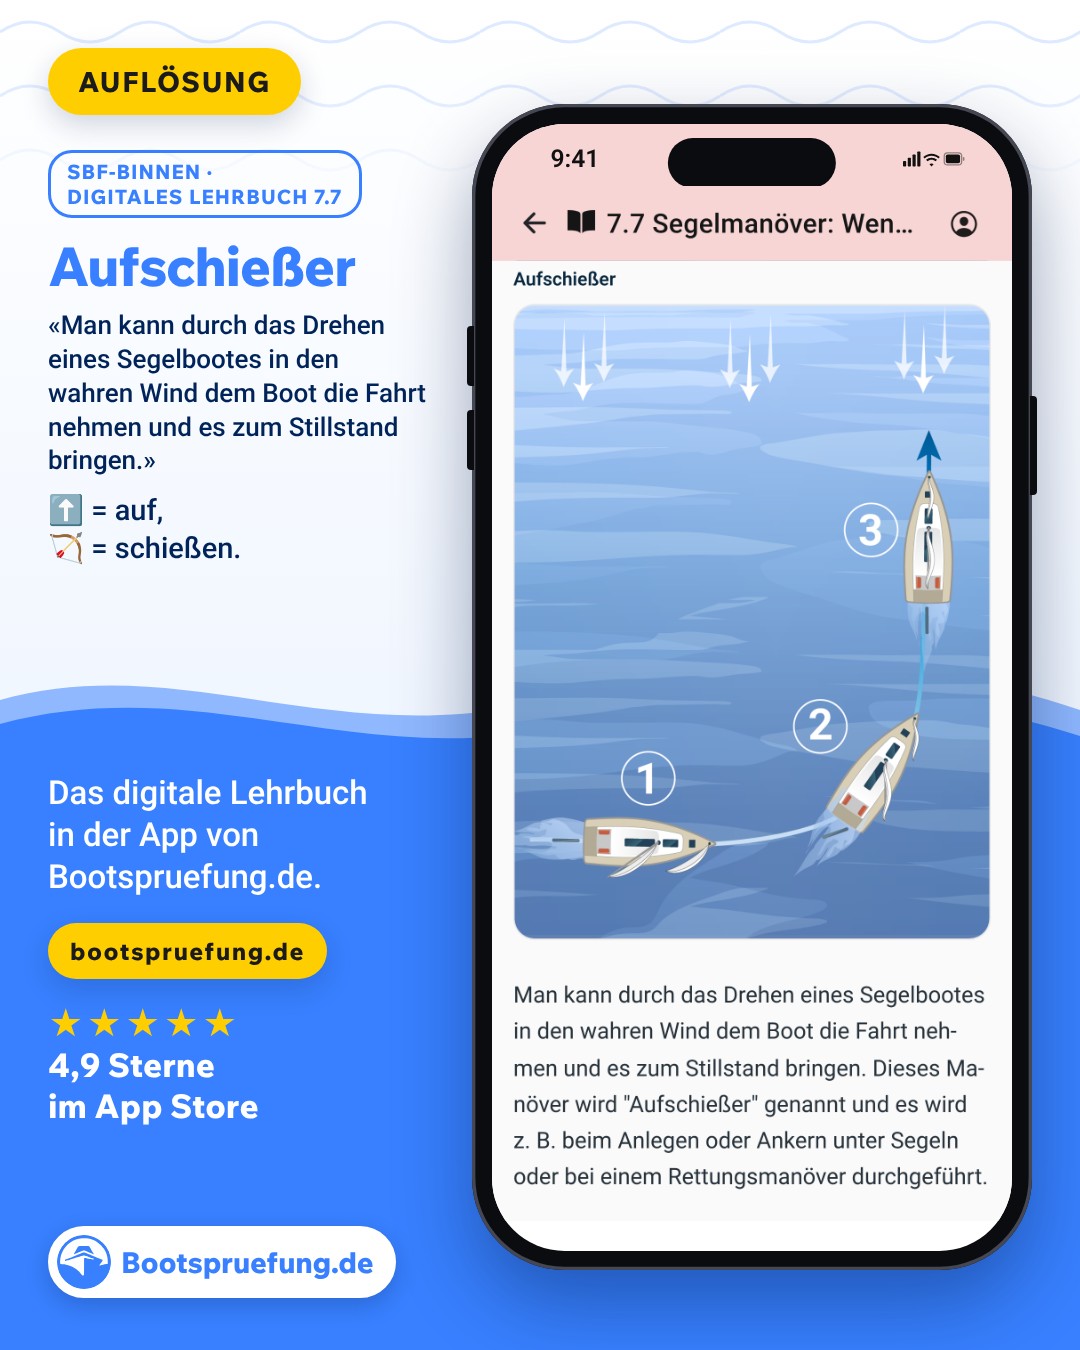 AUFLÖSUNG
SBF-BINNEN ·
DIGITALES LEHRBUCH 7.7
Aufschießer
«Man kann durch das Drehen
eines Segelbootes in den
wahren Wind dem Boot die Fahrt
nehmen und es zum Stillstand
bringen.»
⬆️ = auf,
🏹 = schießen.
Das digitale Lehrbuch
in der App von
Bootspruefung.de.
bootspruefung.de
★★★★★
4,9 Sterne
im App Store
Bootspruefung.de
9:41
7.7 Segelmanöver: Wen...
Aufschießer
3
2
1
Man kann durch das Drehen eines Segelbootes
in den wahren Wind dem Boot die Fahrt neh-
men und es zum Stillstand bringen. Dieses Ma-
növer wird "Aufschießer" genannt und es wird
z. B. beim Anlegen oder Ankern unter Segeln
oder bei einem Rettungsmanöver durchgeführt.